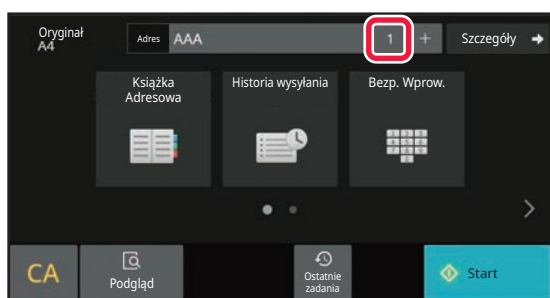 Oryginał
A4
Adres AAA 1 + Szczegóły
Książka
Adresowa
Historia wysyłania
Bezp. Wprow.
CA
Podgląd
Ostatnie
zadania
Start